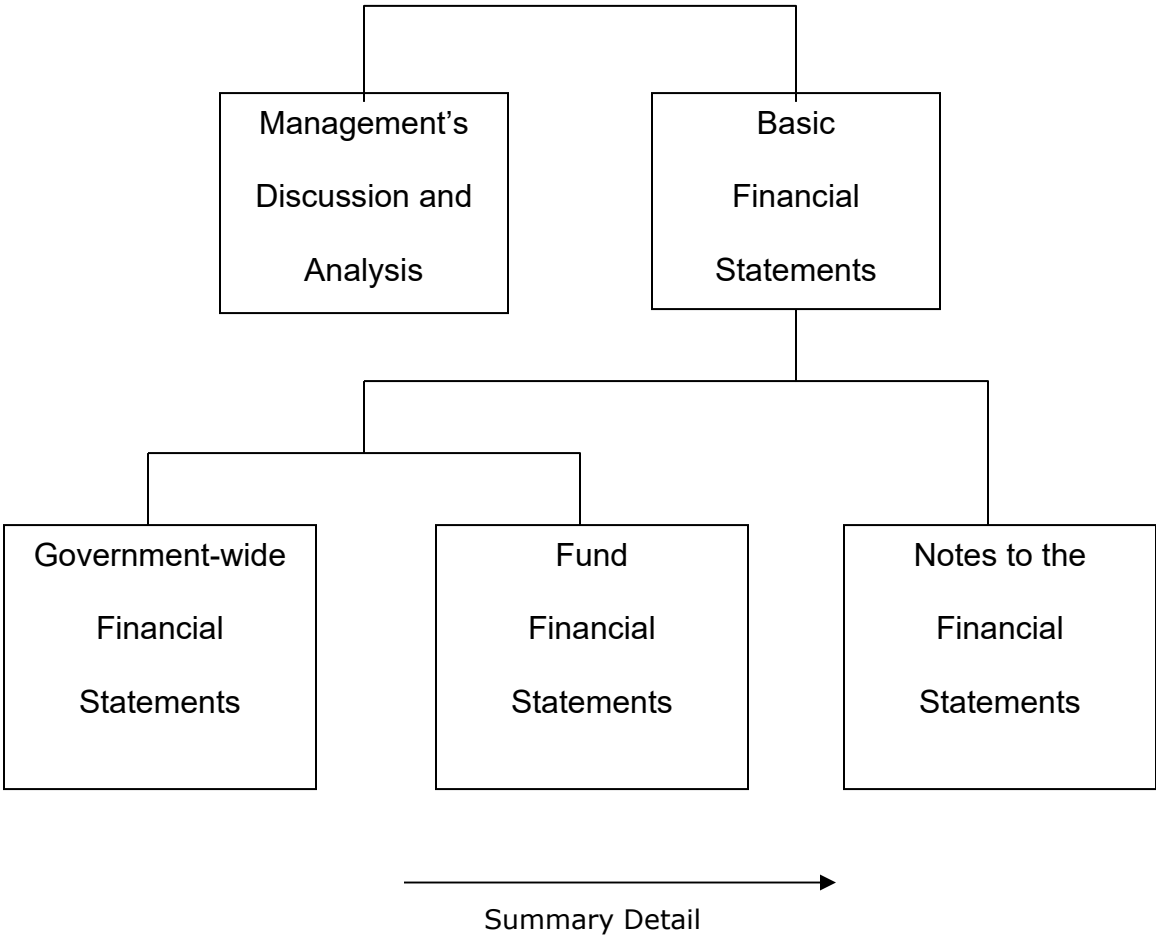 Management’s
Discussion and
Analysis
Basic
Financial
Statements
Government-wide
Financial
Statements
Fund
Financial
Statements
Notes to the
Financial
Statements
Summary Detail